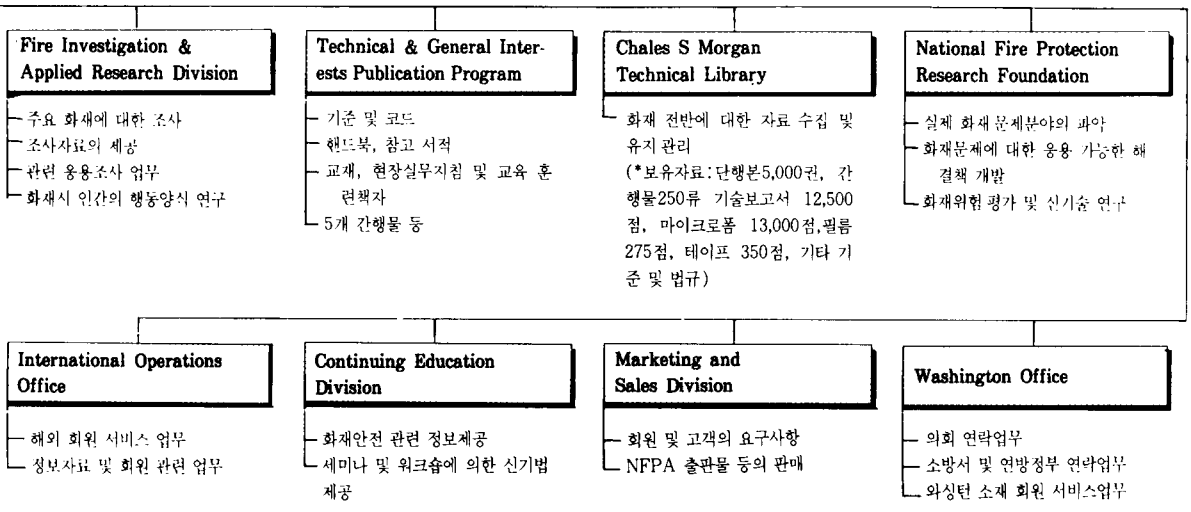 Fire Investigation &
Applied Research Division
주요 화재에 대한 조사
조사자료의 제공
관련 응용조사 업무
화재시 인간의 행동양식 연구
Technical & General Inter-
ests Publication Program
기준 및 코드
핸드북, 참고 서적
교재, 현장실무지침 및 교육 훈
련책자
5개 간행물 등
Chales S Morgan
Technical Library
화재 전반에 대한 자료 수집 및
유지 관리
(*보유자료:단행본5,000권, 간
행물250류 기술보고서 12,500
점, 마이크로폼 13,000점,필름
275점, 테이프 350점, 기타 기
준 및 법규)
National Fire Protection
Research Foundation
실제 화재 문제분야의 파악
화재문제에 대한 응용 가능한 해
결책 개발
화재위험 평가 및 신기술 연구
International Operations
Office
해외 회원 서비스 업무
정보자료 및 회원 관련 업무
Continuing Education
Division
화재안전 관련 정보제공
세미나 및 워크숍에 의한 신기법
제공
Marketing and
Sales Division
회원 및 고객의 요구사항
NFPA 출판물 등의 판매
Washington Office
의회 연락업무
소방서 및 연방정부 연락업무
와싱턴 소재 회원 서비스업무